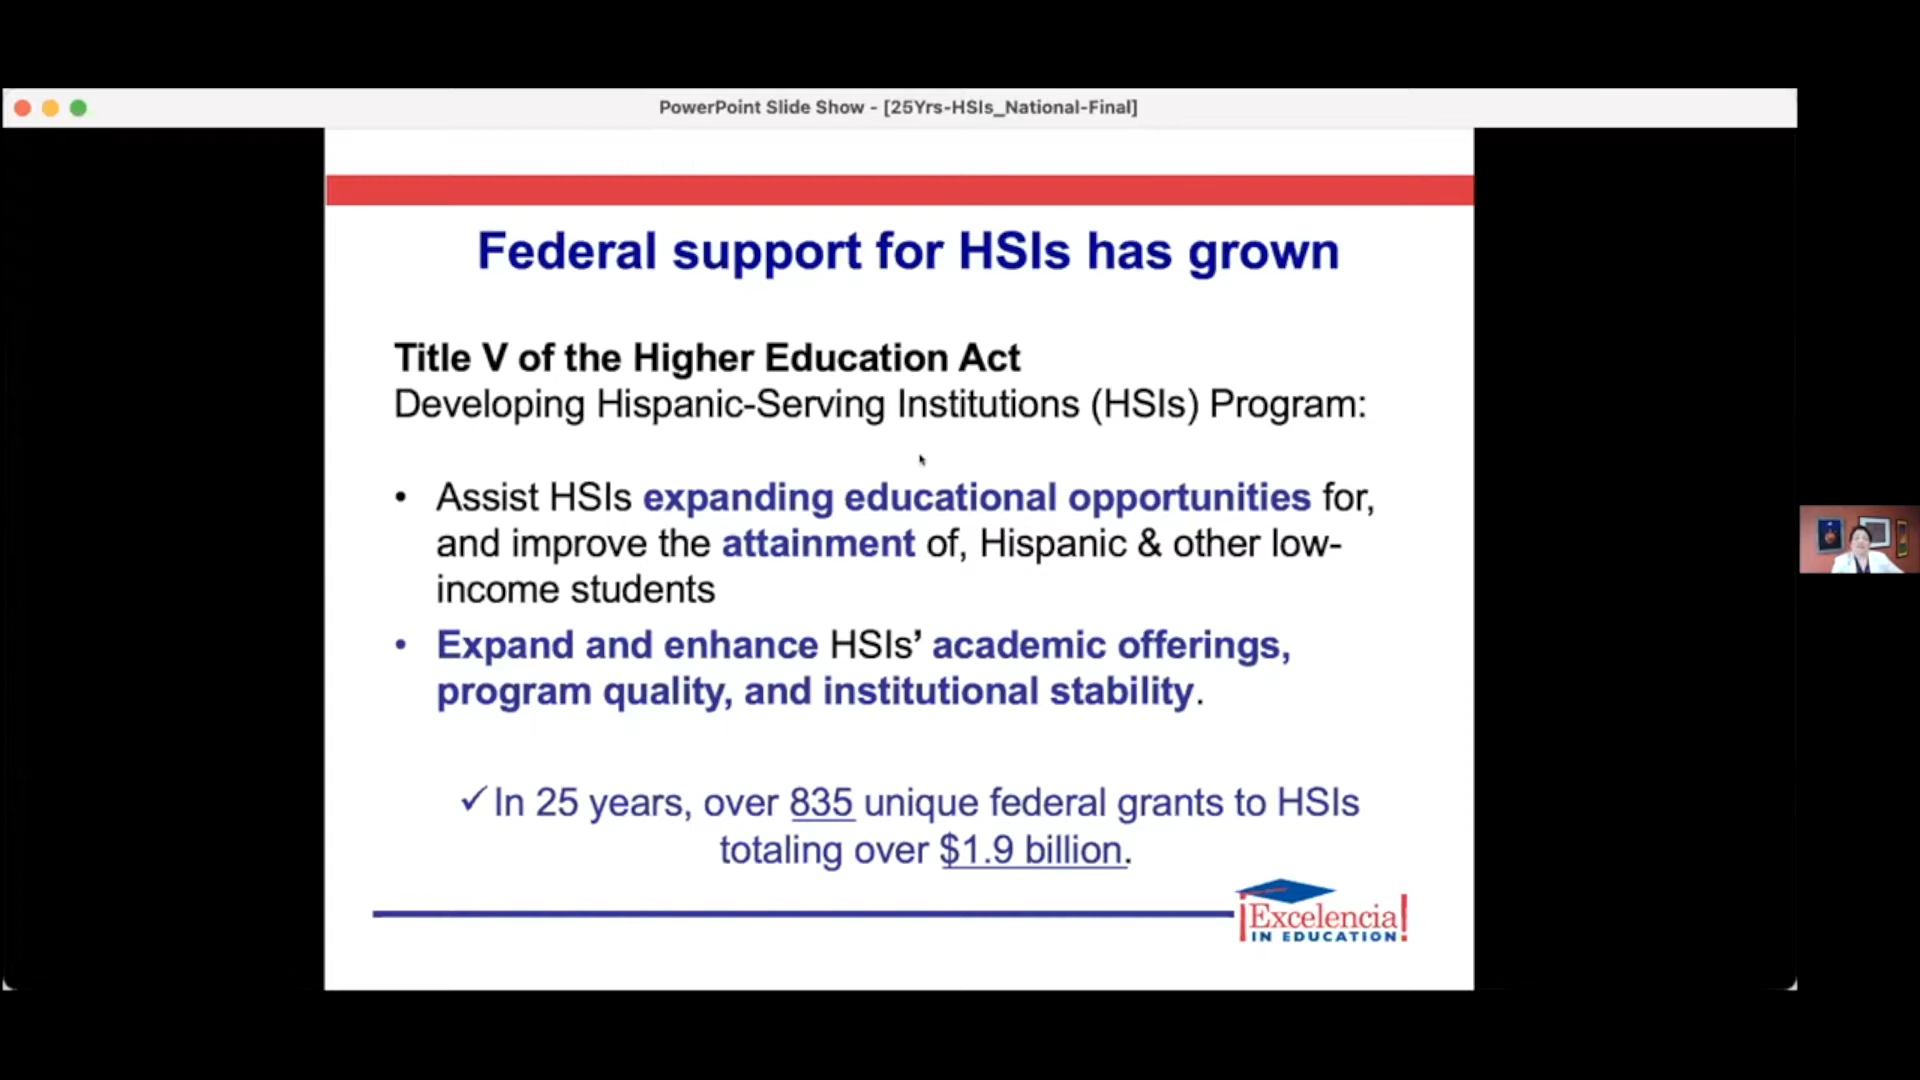 PowerPoint Slide Show - [25Yrs-HSIs_National-Final]
Federal support for HSIs has grown
Title V of the Higher Education Act
Developing Hispanic-Serving Institutions (HSIs) Program:
• Assist HSIs expanding educational opportunities for,
and improve the attainment of, Hispanic & other low-
income students
• Expand and enhance HSIs’ academic offerings,
program quality, and institutional stability.
✓In 25 years, over 835 unique federal grants to HSIs
totaling over $1.9 billion.
¡Excelencia!
IN EDUCATION